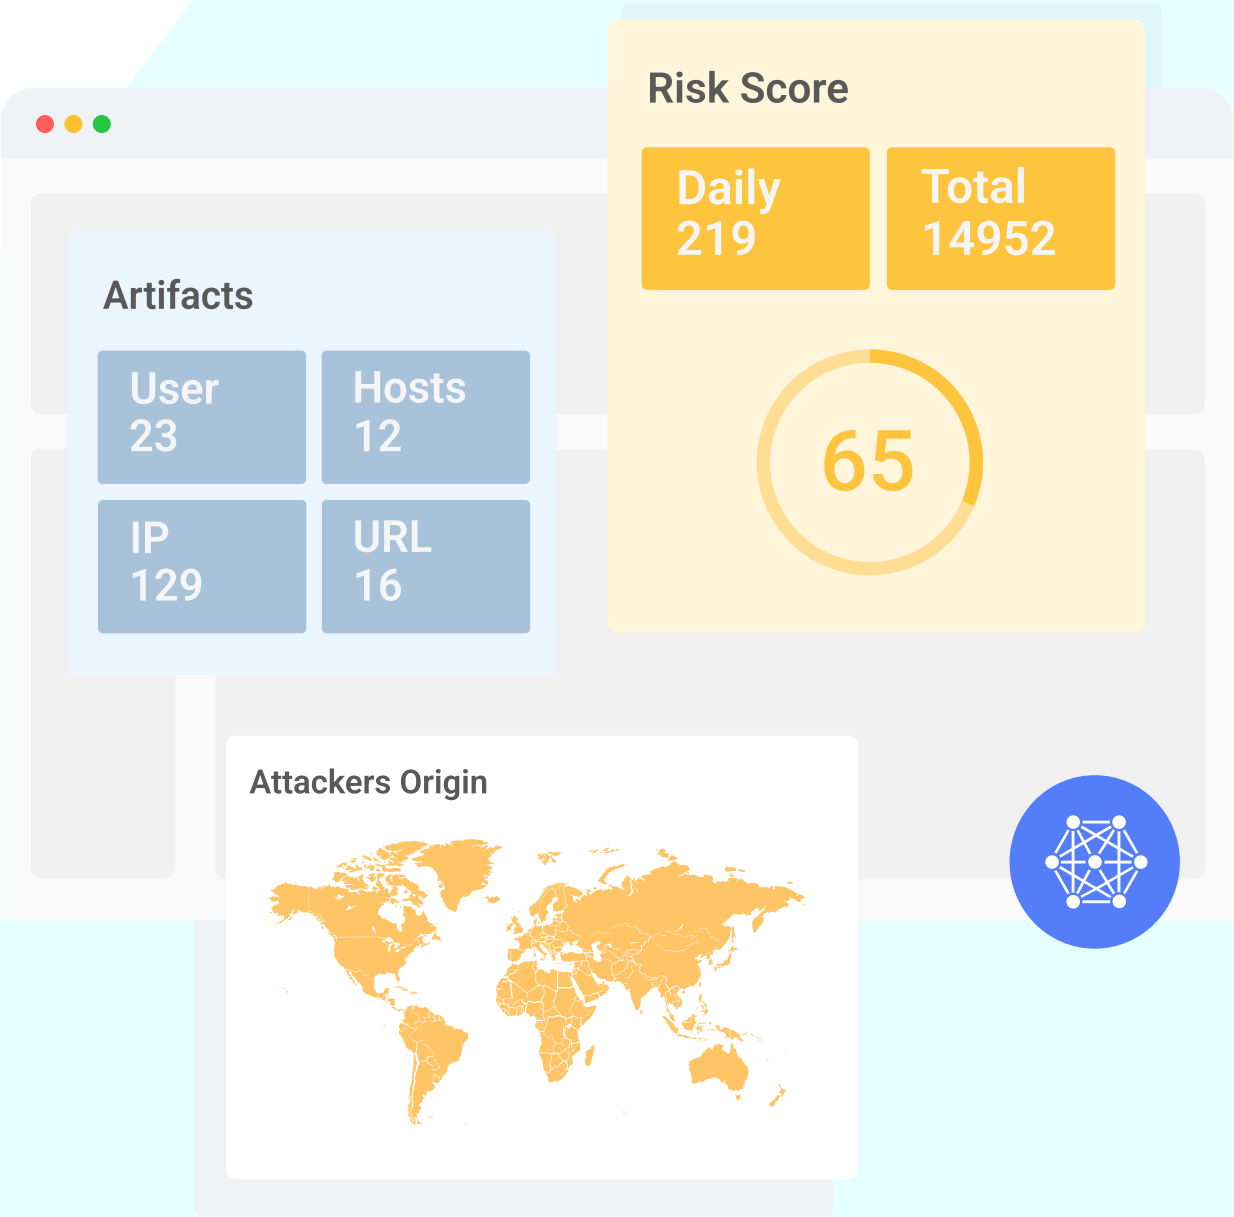 Risk Score
Daily
219
Total
14952
65
Artifacts
User
23
Hosts
12
IP
129
URL
16
Attackers Origin